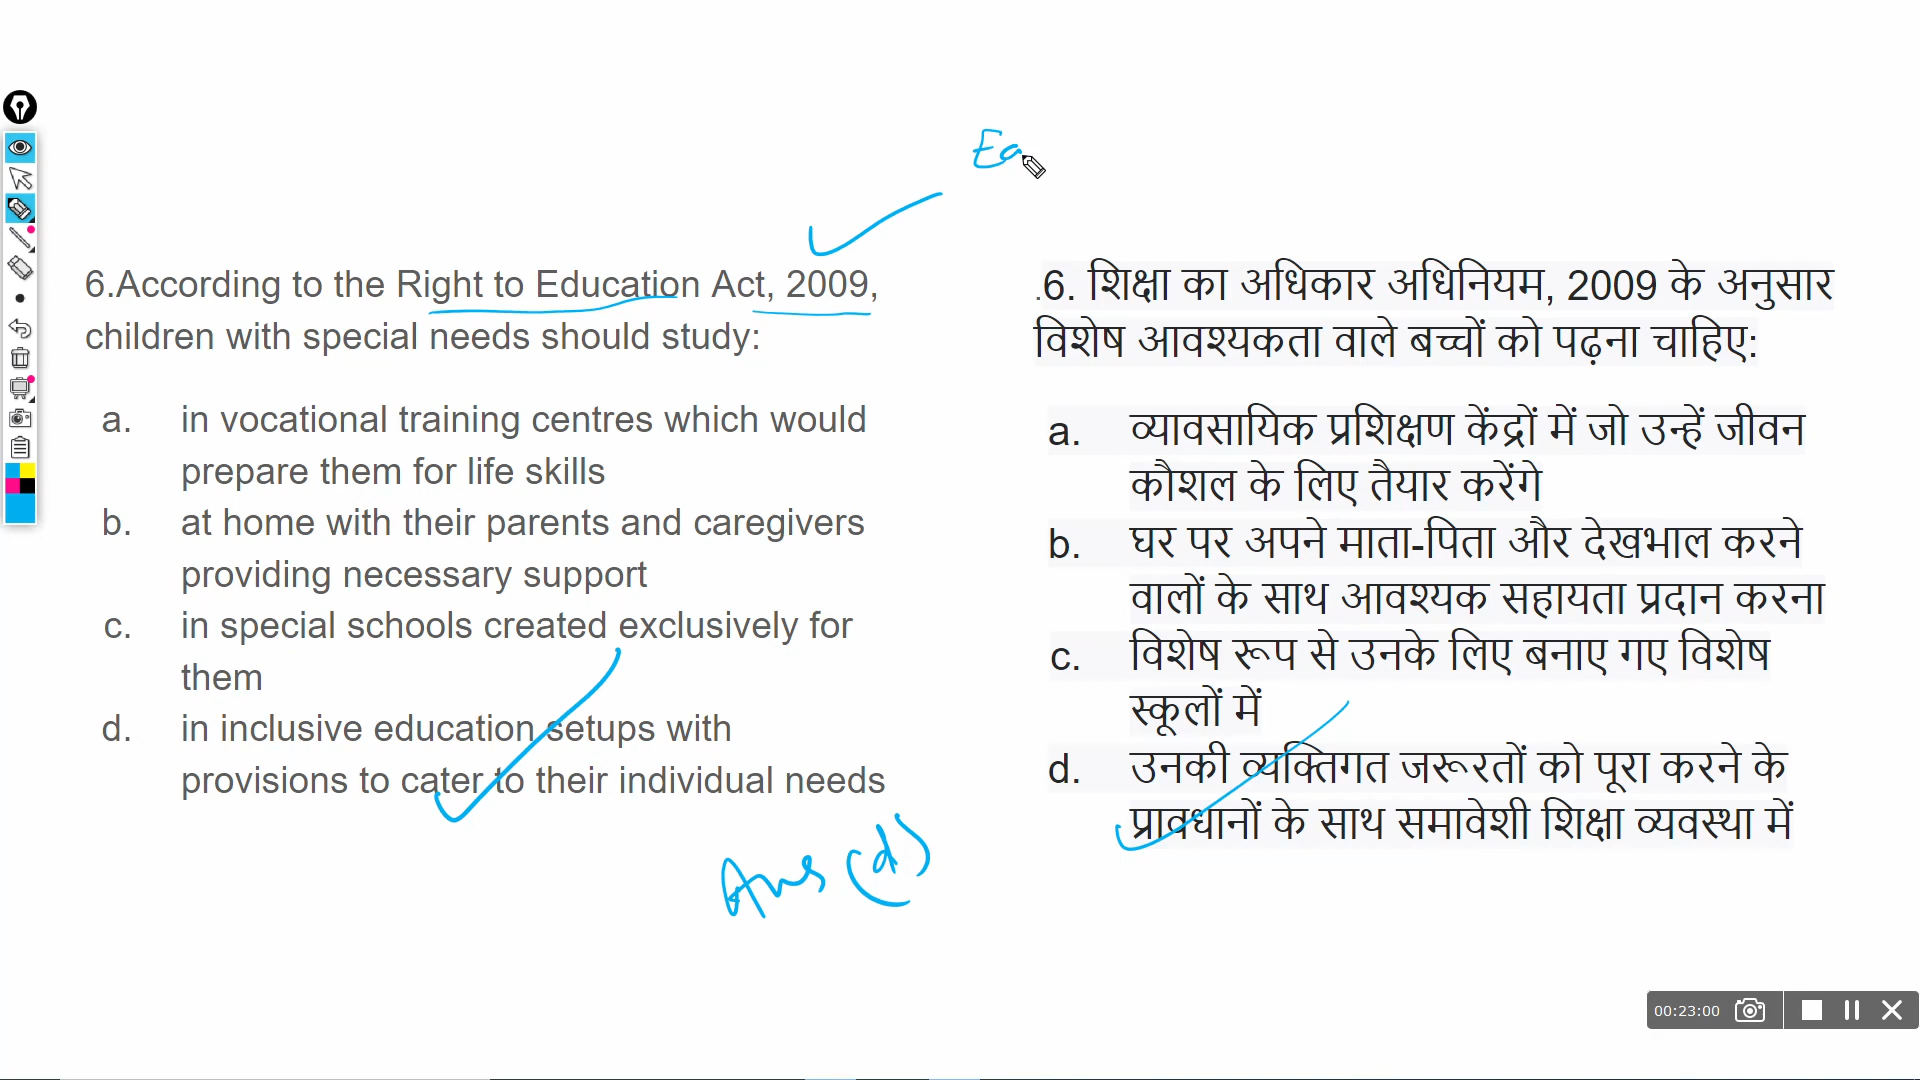 Ea
6.According to the Right to Education Act, 2009,
children with special needs should study:
a. in vocational training centres which would
prepare them for life skills
b. at home with their parents and caregivers
providing necessary support
c. in special schools created exclusively for
them
d. in inclusive education setups with
provisions to cater to their individual needs
Ans (d)
.6. शिक्षा का अधिकार अधिनियम, 2009 के अनुसार
विशेष आवश्यकता वाले बच्चों को पढ़ना चाहिए:
a. व्यावसायिक प्रशिक्षण केंद्रों में जो उन्हें जीवन
कौशल के लिए तैयार करेंगे
b. घर पर अपने माता-पिता और देखभाल करने
वालों के साथ आवश्यक सहायता प्रदान करना
c. विशेष रूप से उनके लिए बनाए गए विशेष
स्कूलों में
d. उनकी व्यक्तिगत जरूरतों को पूरा करने के
प्रावधानों के साथ समावेशी शिक्षा व्यवस्था में
00:23:00